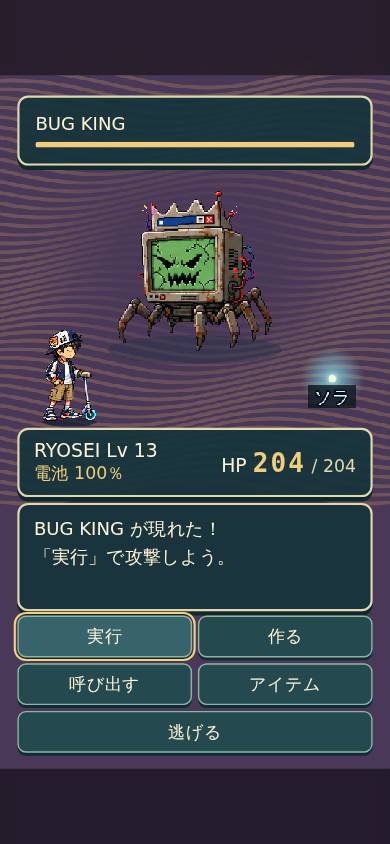 BUG KING
ソラ
RYOSEI Lv 13
電池 100%
HP 204 / 204
BUG KING が現れた！
「実行」で攻撃しよう。
実行
作る
呼び出す
アイテム
逃げる